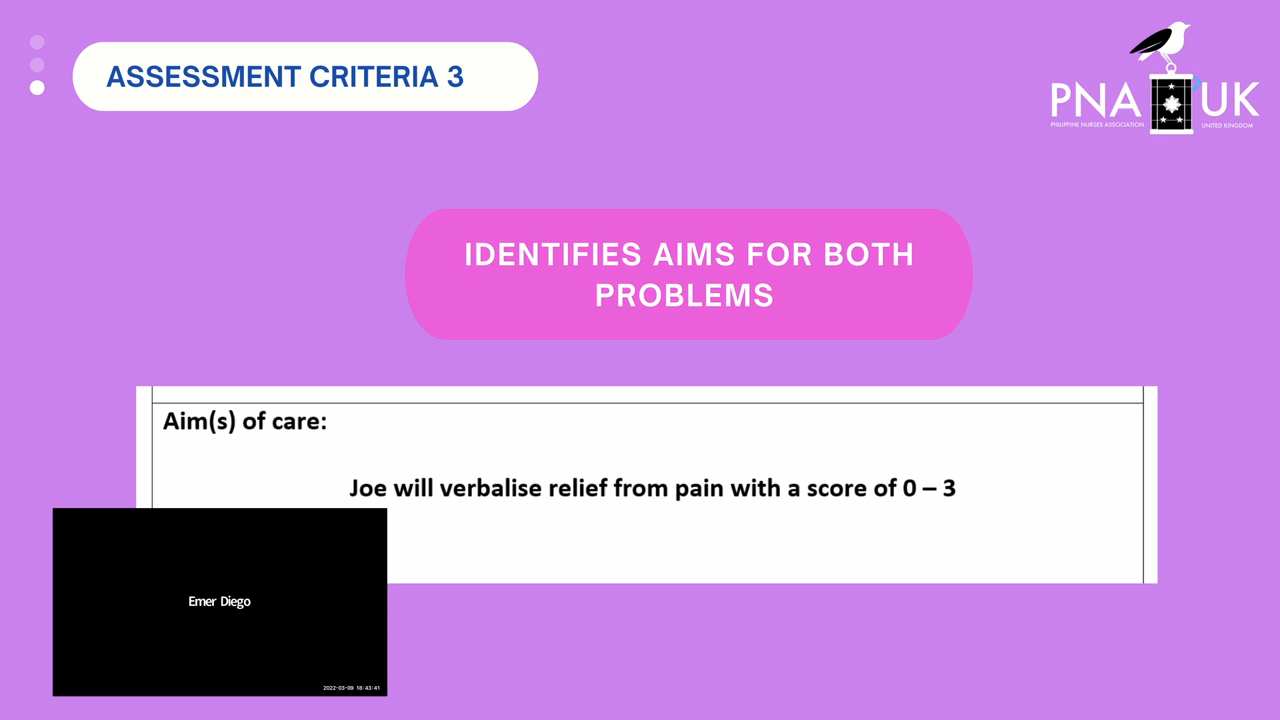 ASSESSMENT CRITERIA 3
PNA UK
PHILIPPINE NURSES ASSOCIATION UNITED KINGDOM
IDENTIFIES AIMS FOR BOTH
PROBLEMS
Aim(s) of care:
Joe will verbalise relief from pain with a score of 0 – 3
Emer Diego
2022-03-09 18:43:41